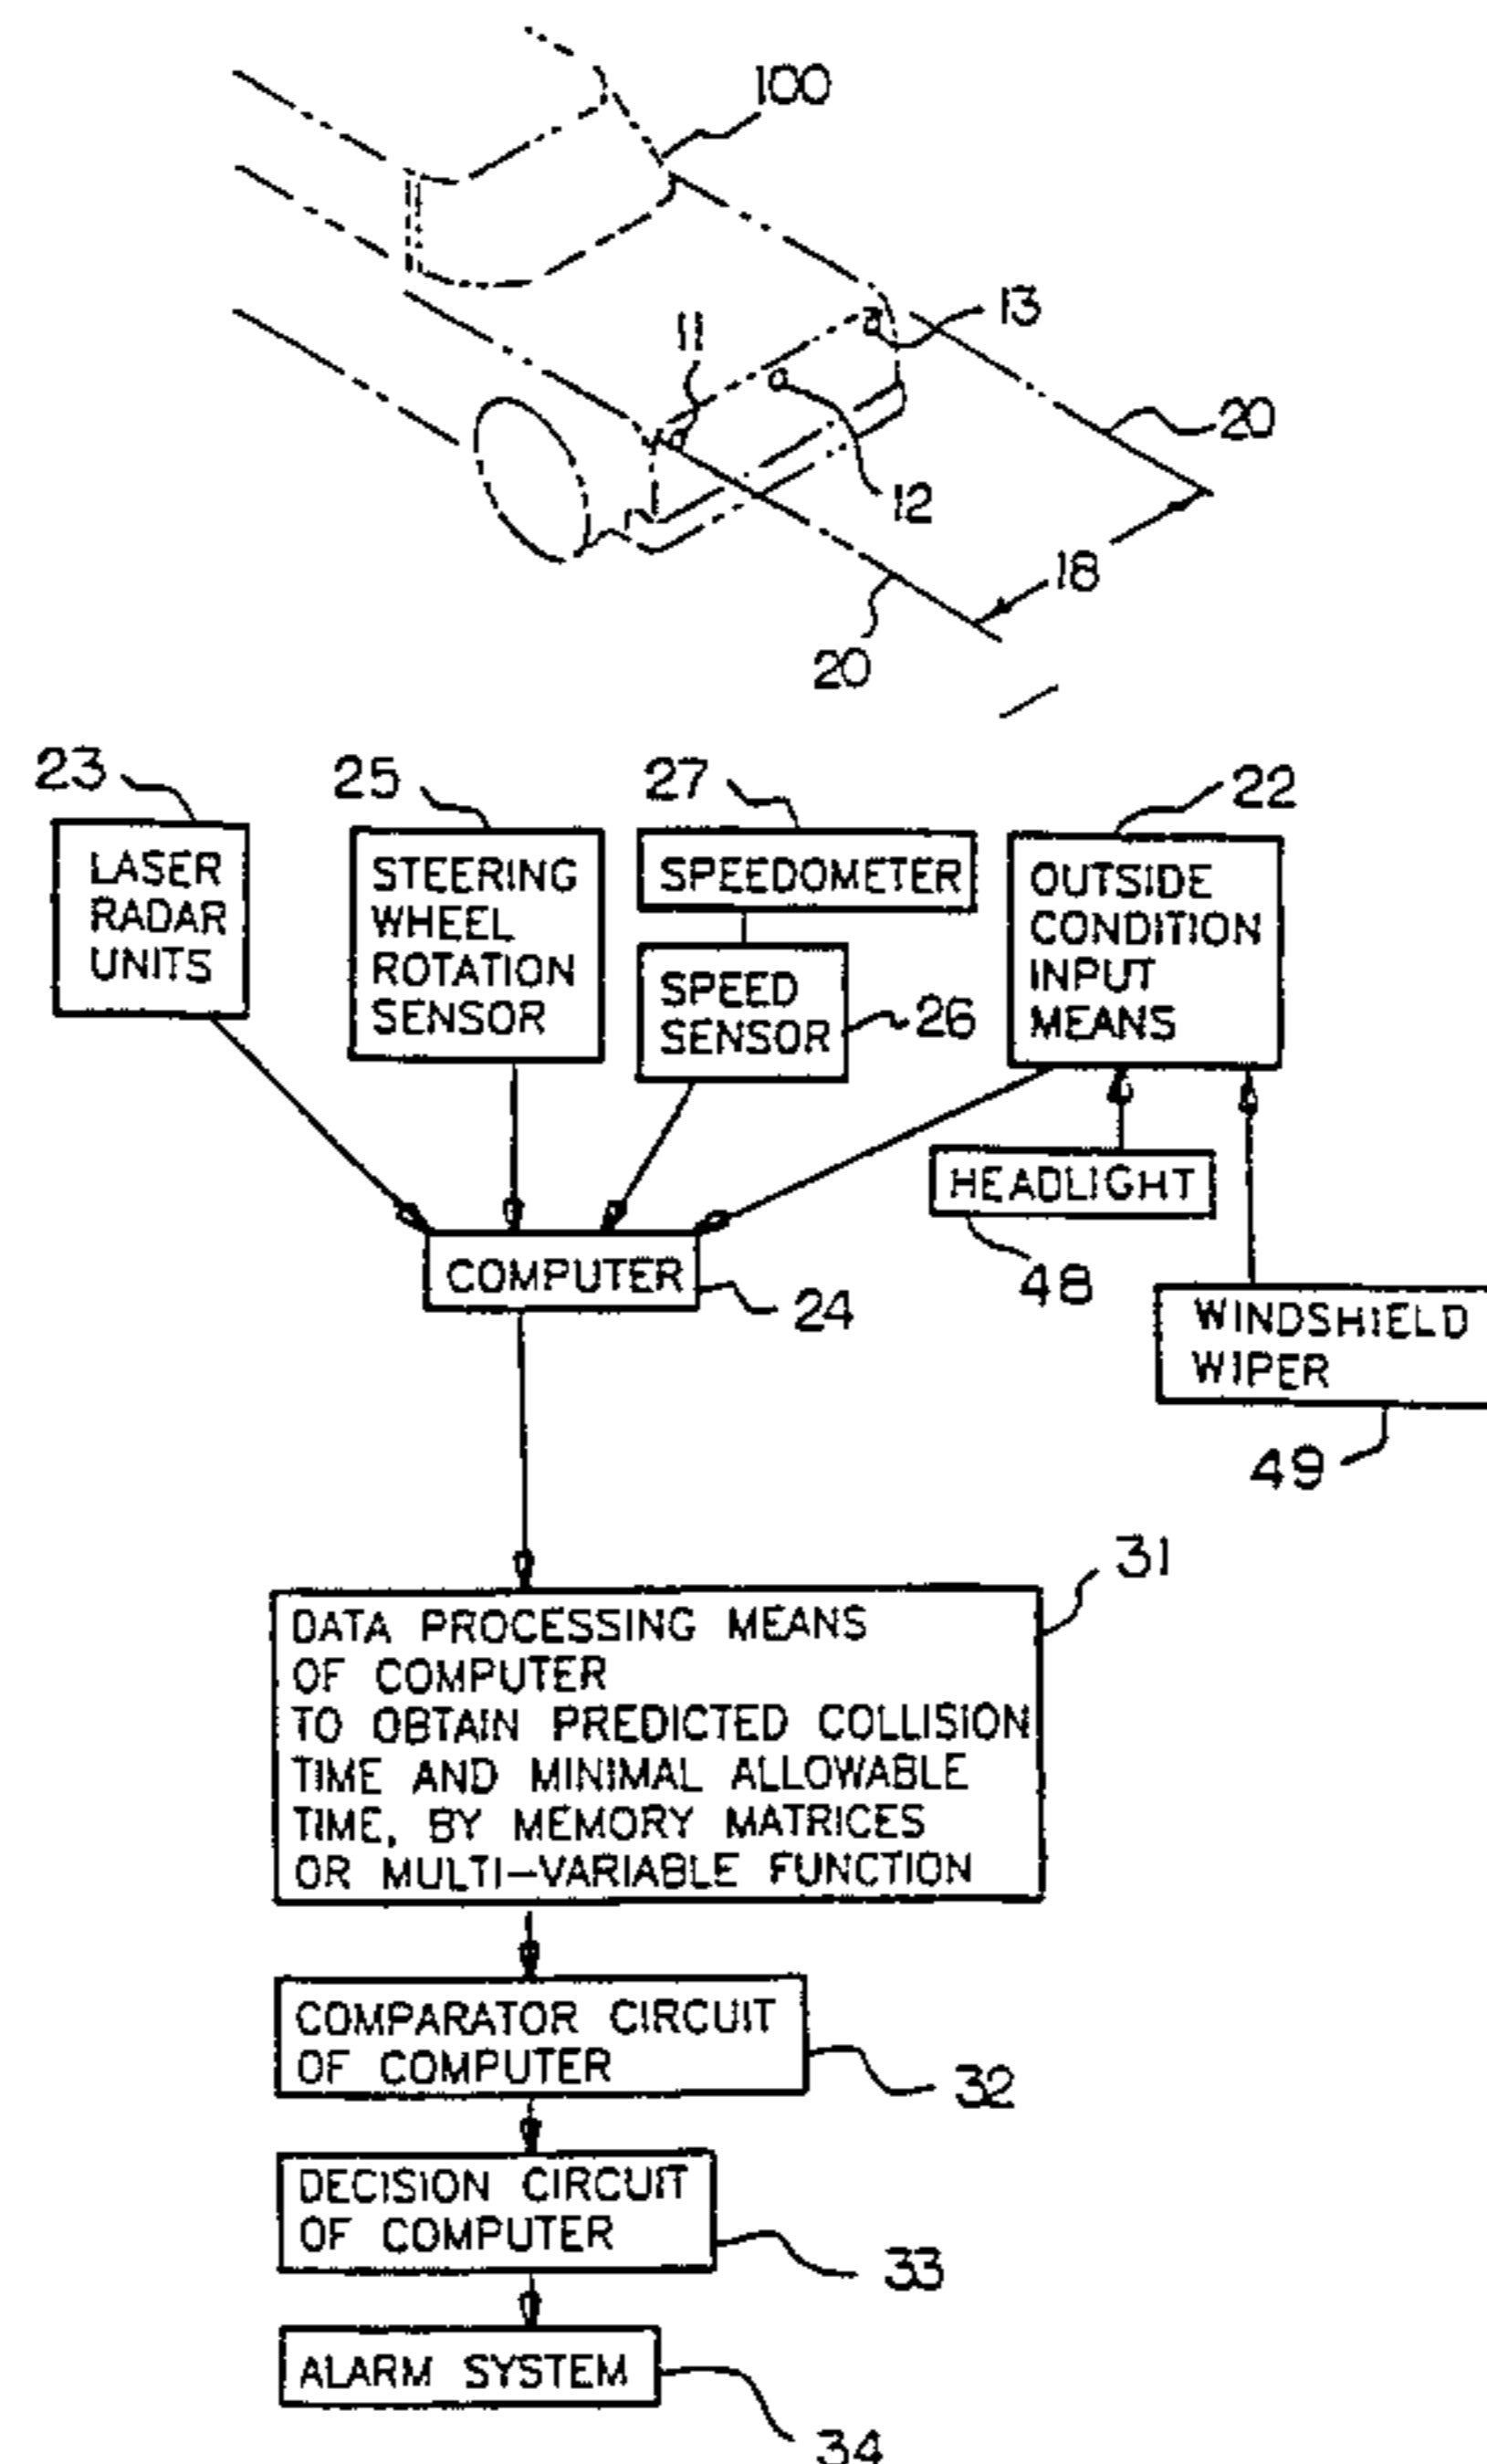 100
13
11
20
12
18
20
23
25
27
22
LASER
RADAR
UNITS
STEERING
WHEEL
ROTATION
SENSOR
SPEEDOMETER
SPEED
SENSOR
26
OUTSIDE
CONDITION
INPUT
MEANS
HEADLIGHT
48
COMPUTER
24
WINDSHIELD
WIPER
49
31
DATA PROCESSING MEANS
OF COMPUTER
TO OBTAIN PREDICTED COLLISION
TIME AND MINIMAL ALLOWABLE
TIME, BY MEMORY MATRICES
OR MULTI-VARIABLE FUNCTION
COMPARATOR CIRCUIT
OF COMPUTER
32
DECISION CIRCUIT
OF COMPUTER
33
ALARM SYSTEM
34